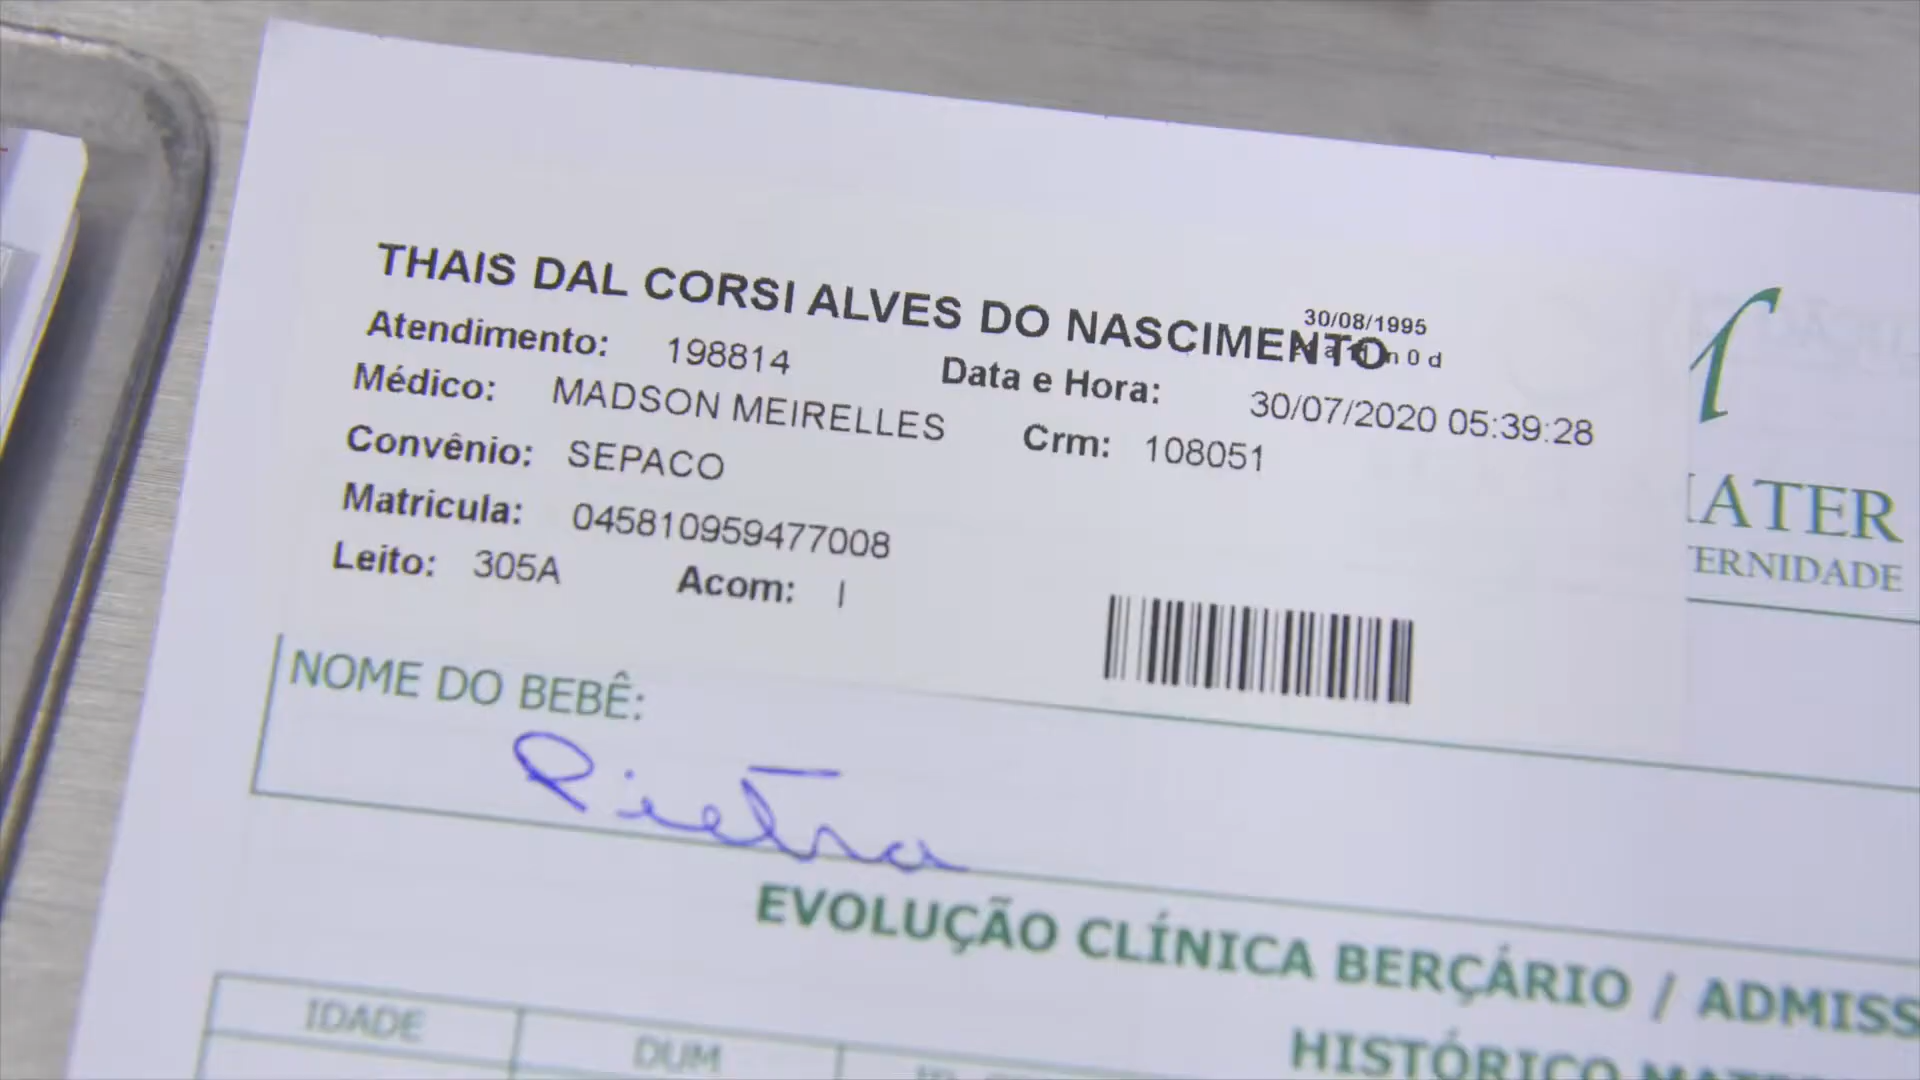 THAIS DAL CORSI ALVES DO NASCIMENTO
30/08/1995
Atendimento: 198814 Data e Hora: 30/07/2020 05:39:28
Médico: MADSON MEIRELLES Crm: 108051
Convênio: SEPACO
Matricula: 045810959477008
Leito: 305A Acom: I
ATER
ERNIDADE
NOME DO BEBÊ:
Pietra
EVOLUÇÃO CLÍNICA BERÇÁRIO / ADMISS
HISTÓRICO MATE
IDADE
DUM